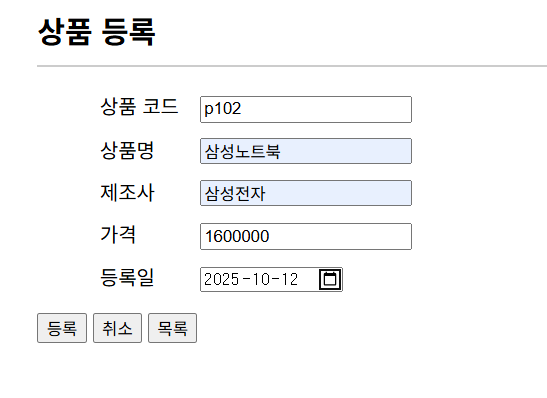 상품 등록
상품 코드 p102
상품명 삼성노트북
제조사 삼성전자
가격 1600000
등록일 2025-10-12
등록 취소 목록